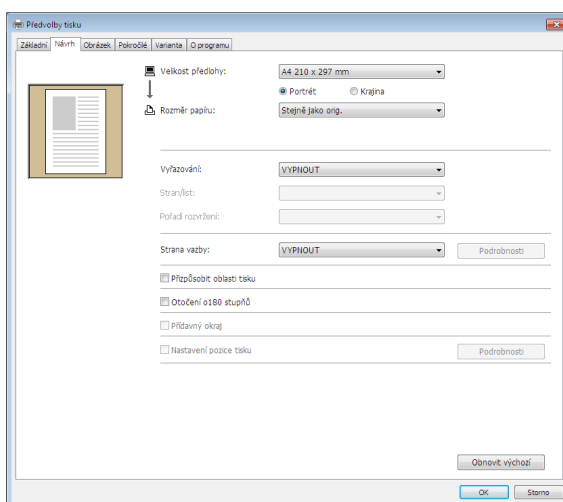 Předvolby tisku
Základní Návrh Obrázek Pokročilé Varianta O programu
Velikost předlohy: A4 210 x 297 mm
Portrét Krajina
Rozměr papíru: Stejně jako orig.
Vyřazování: VYPNOUT
Stran/list:
Pořadí rozvržení:
Strana vazby: VYPNOUT Podrobnosti
Přizpůsobit oblasti tisku
Otočení o180 stupňů
Přídavný okraj
Nastavení pozice tisku Podrobnosti
Obnovit výchozí
OK Storno